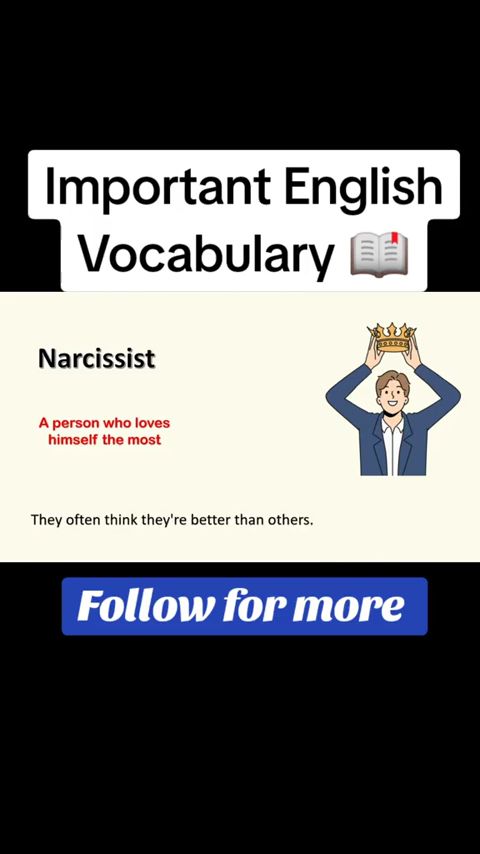 Important English
Vocabulary 📖
Narcissist
A person who loves
himself the most
They often think they're better than others.
Follow for more